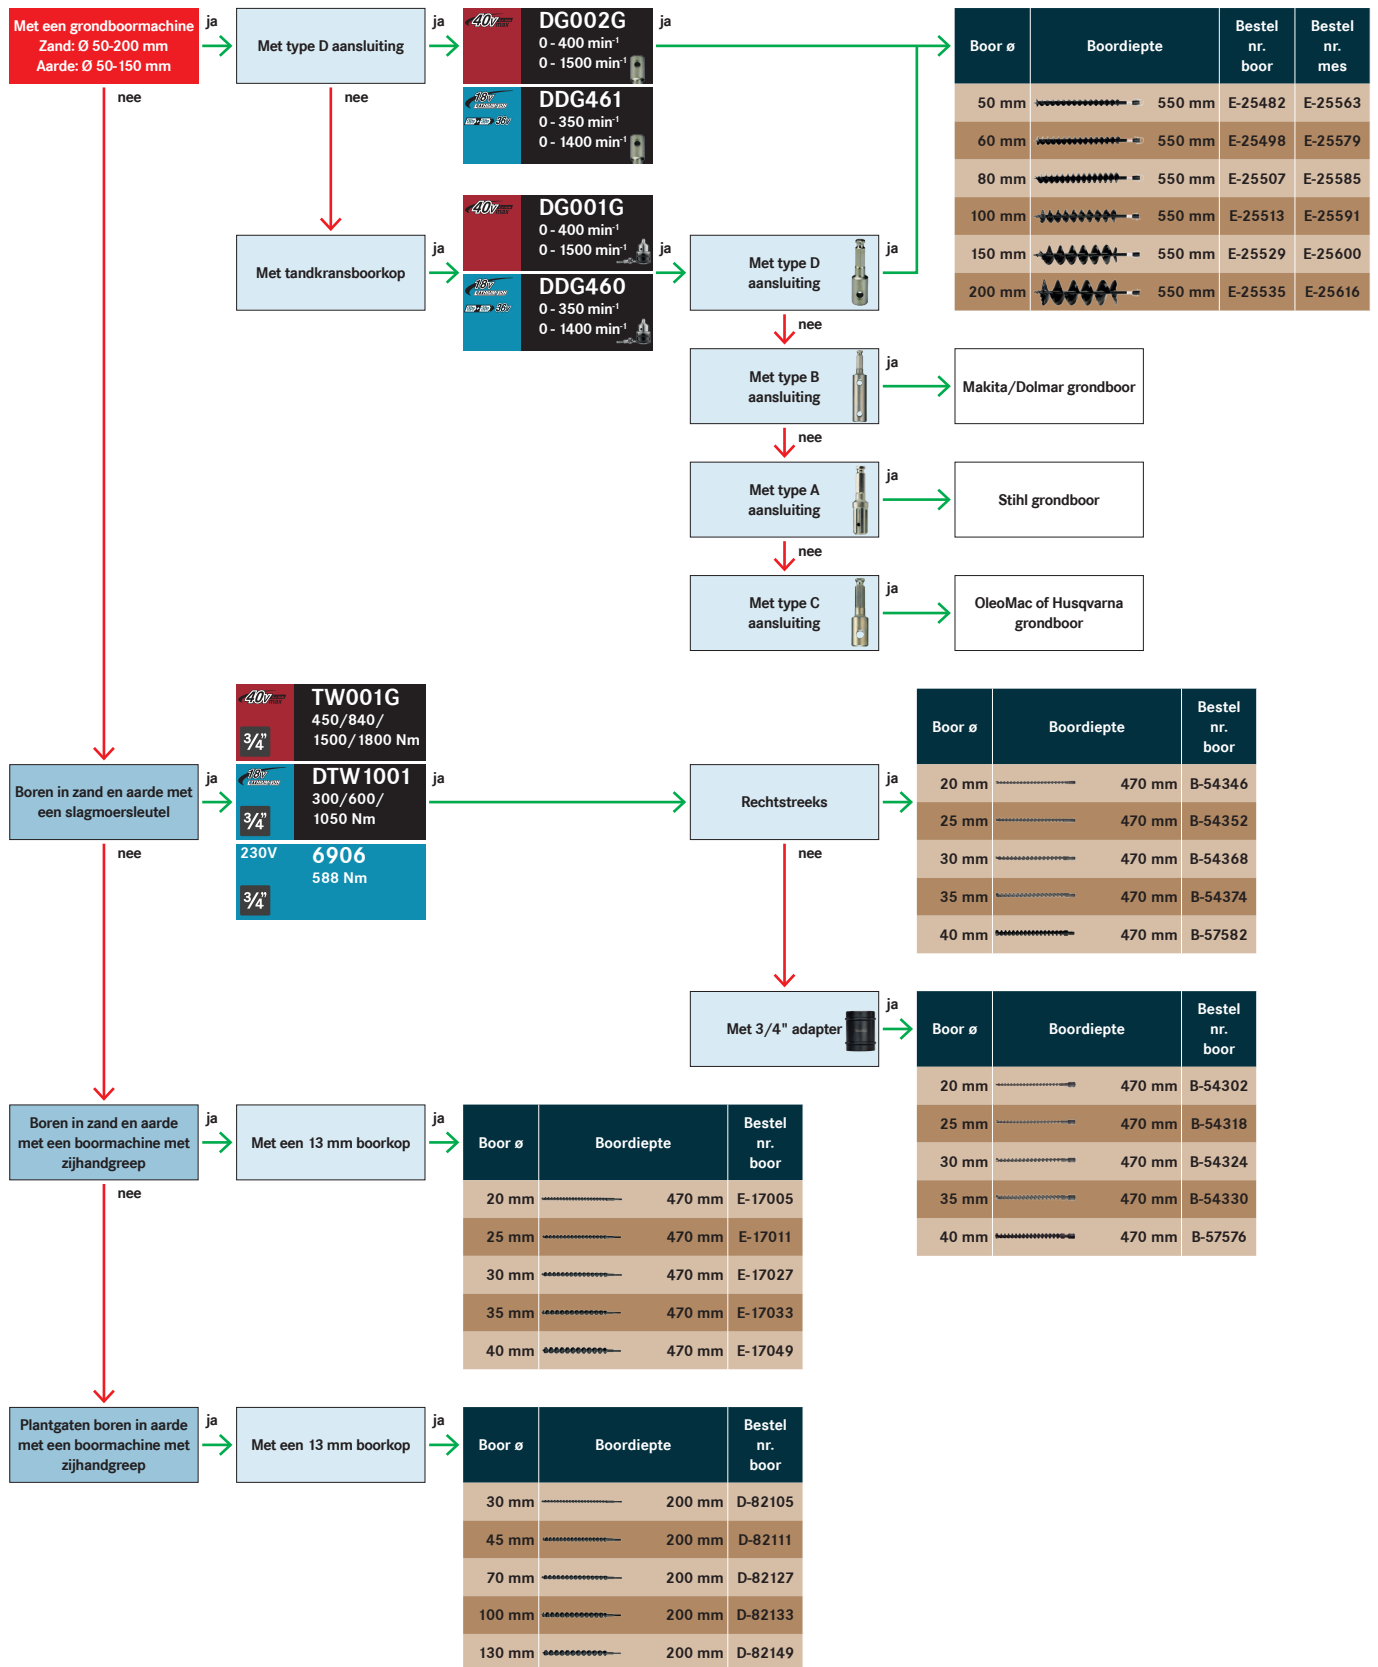 Met een grondboormachine
Zand: Ø 50-200 mm
Aarde: Ø 50-150 mm
ja
nee
Met type D aansluiting
ja
nee
40V max
DG002G
0 - 400 min-1
0 - 1500 min-1
ja
18V LITHIUM-ION
36V
DDG461
0 - 350 min-1
0 - 1400 min-1
Met tandkransboorkop
ja
40V max
DG001G
0 - 400 min-1
0 - 1500 min-1
18V LITHIUM-ION
36V
DDG460
0 - 350 min-1
0 - 1400 min-1
ja
Met type D
aansluiting
ja
nee
Met type B
aansluiting
ja
Makita/Dolmar grondboor
nee
Met type A
aansluiting
ja
Stihl grondboor
nee
Met type C
aansluiting
ja
OleoMac of Husqvarna
grondboor
Boor ø Boordiepte Bestel nr. boor Bestel nr. mes
50 mm 550 mm E-25482 E-25563
60 mm 550 mm E-25498 E-25579
80 mm 550 mm E-25507 E-25585
100 mm 550 mm E-25513 E-25591
150 mm 550 mm E-25529 E-25600
200 mm 550 mm E-25535 E-25616
Boren in zand en aarde met
een slagmoersleutel
ja
nee
40V max
3/4"
TW001G
450/840/
1500/1800 Nm
18V LITHIUM-ION
3/4"
DTW1001
300/600/
1050 Nm
230V
3/4"
6906
588 Nm
ja
Rechtstreeks
ja
nee
Boor ø Boordiepte Bestel nr. boor
20 mm 470 mm B-54346
25 mm 470 mm B-54352
30 mm 470 mm B-54368
35 mm 470 mm B-54374
40 mm 470 mm B-57582
Met 3/4" adapter
ja
Boor ø Boordiepte Bestel nr. boor
20 mm 470 mm B-54302
25 mm 470 mm B-54318
30 mm 470 mm B-54324
35 mm 470 mm B-54330
40 mm 470 mm B-57576
Boren in zand en aarde
met een boormachine met
zijhandgreep
ja
nee
Met een 13 mm boorkop
ja
Boor ø Boordiepte Bestel nr. boor
20 mm 470 mm E-17005
25 mm 470 mm E-17011
30 mm 470 mm E-17027
35 mm 470 mm E-17033
40 mm 470 mm E-17049
Plantgaten boren in aarde
met een boormachine met
zijhandgreep
ja
Met een 13 mm boorkop
ja
Boor ø Boordiepte Bestel nr. boor
30 mm 200 mm D-82105
45 mm 200 mm D-82111
70 mm 200 mm D-82127
100 mm 200 mm D-82133
130 mm 200 mm D-82149